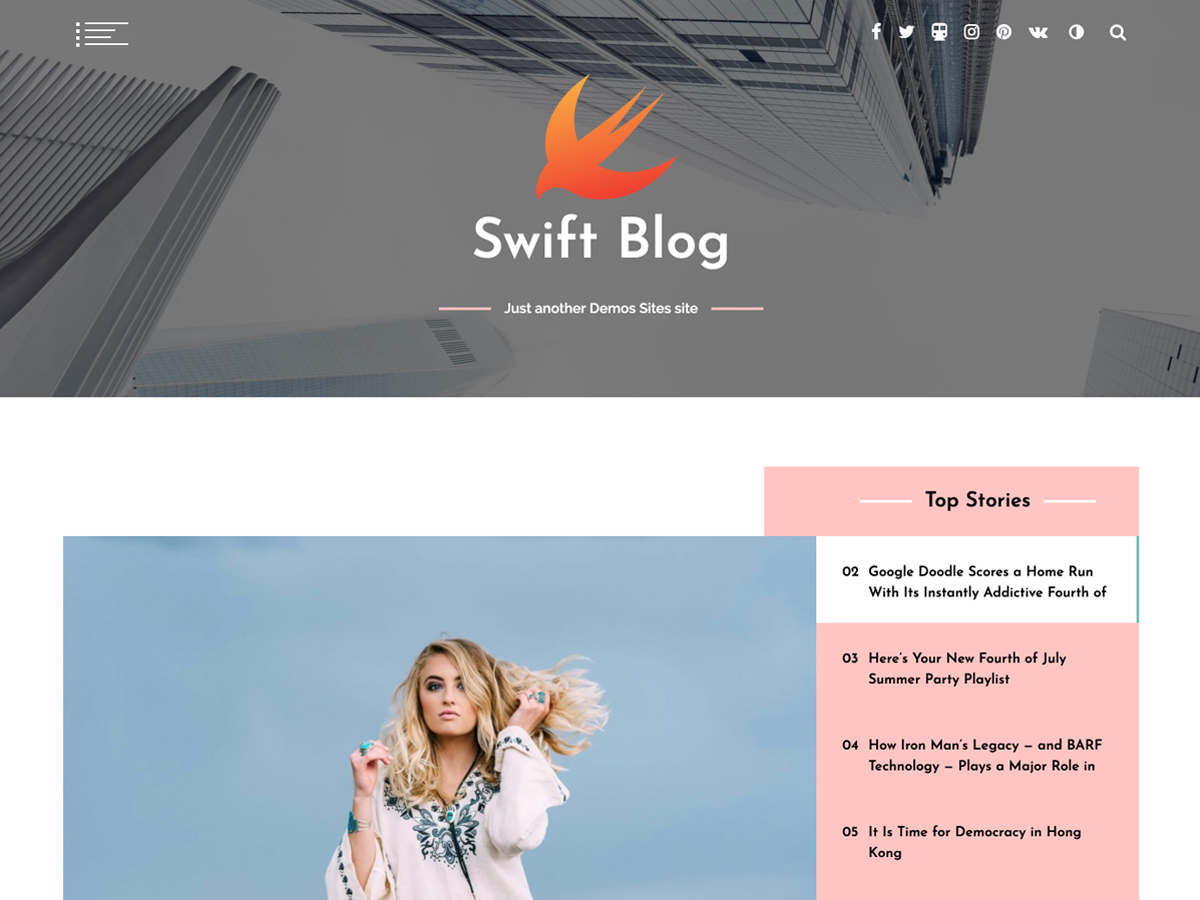 Swift Blog
Just another Demos Sites site
Top Stories
02 Google Doodle Scores a Home Run
With Its Instantly Addictive Fourth of
03 Here's Your New Fourth of July
Summer Party Playlist
04 How Iron Man's Legacy – and BARF
Technology – Plays a Major Role in
05 It Is Time for Democracy in Hong
Kong